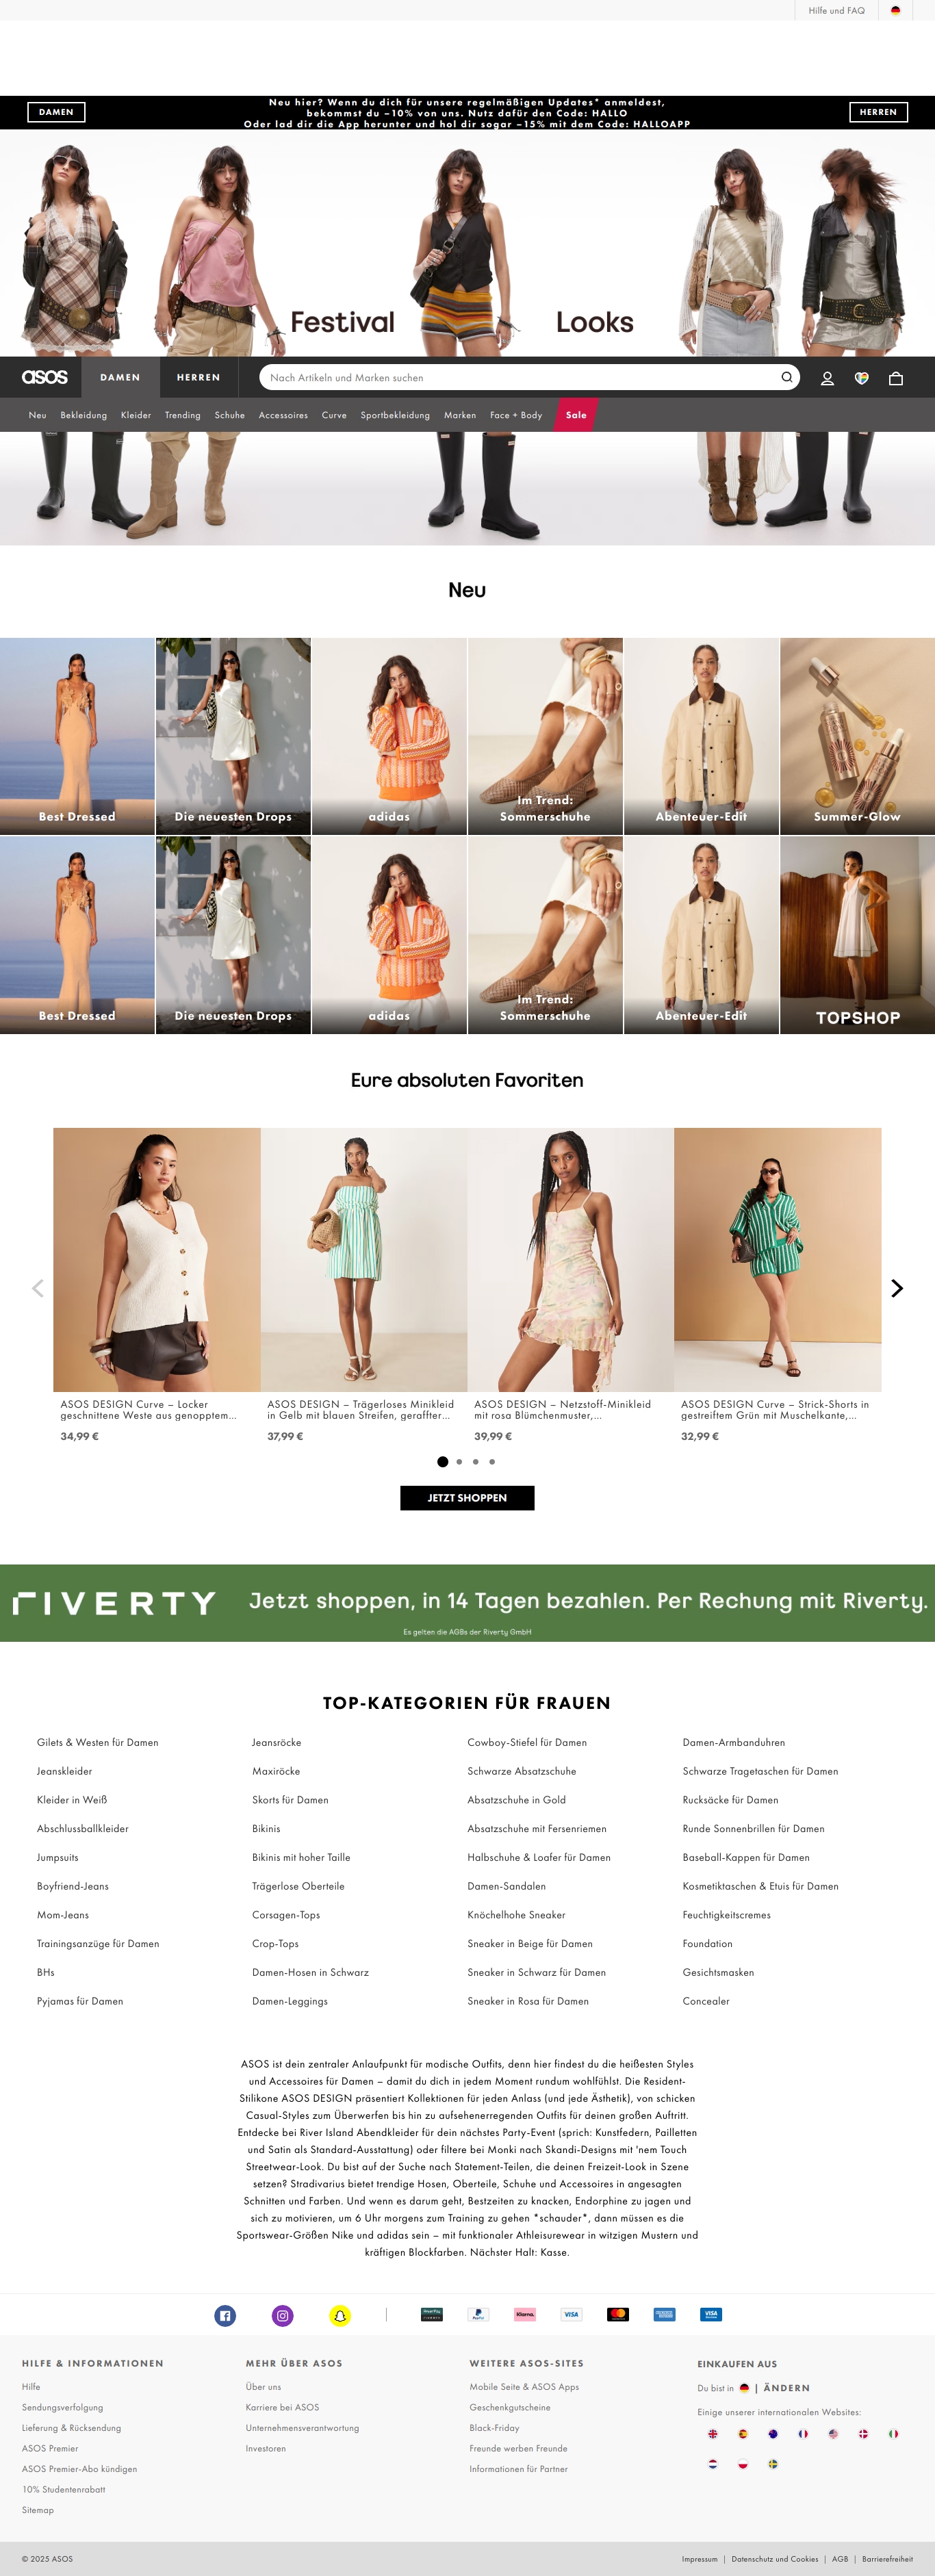 Hilfe und FAQ
DAMEN
Neu hier? Wenn du dich für unsere regelmäßigen Updates* anmeldest,
bekommst du –10% von uns. Nutz dafür den Code: HALLO
Oder lad dir die App herunter und hol dir sogar –15% mit dem Code: HALLOAPP
HERREN
Festival Looks
asos
DAMEN
HERREN
Nach Artikeln und Marken suchen
Neu Bekleidung Kleider Trending Schuhe Accessoires Curve Sportbekleidung Marken Face + Body Sale
Neu
Best Dressed
Die neuesten Drops
adidas
Im Trend:
Sommerschuhe
Abenteuer-Edit
Summer-Glow
Best Dressed
Die neuesten Drops
adidas
Im Trend:
Sommerschuhe
Abenteuer-Edit
TOPSHOP
Eure absoluten Favoriten
ASOS DESIGN Curve – Locker
geschnittene Weste aus genopptem...
34,99 €
ASOS DESIGN – Trägerloses Minikleid
in Gelb mit blauen Streifen, geraffter...
37,99 €
ASOS DESIGN – Netzstoff-Minikleid
mit rosa Blümchenmuster,...
39,99 €
ASOS DESIGN Curve – Strick-Shorts in
gestreiftem Grün mit Muschelkante,...
32,99 €
JETZT SHOPPEN
RIVERTY Jetzt shoppen, in 14 Tagen bezahlen. Per Rechung mit Riverty.
Es gelten die AGBs der Riverty GmbH
TOP-KATEGORIEN FÜR FRAUEN
Gilets & Westen für Damen
Jeanskleider
Kleider in Weiß
Abschlussballkleider
Jumpsuits
Boyfriend-Jeans
Mom-Jeans
Trainingsanzüge für Damen
BHs
Pyjamas für Damen
Jeansröcke
Maxiröcke
Skorts für Damen
Bikinis
Bikinis mit hoher Taille
Trägerlose Oberteile
Corsagen-Tops
Crop-Tops
Damen-Hosen in Schwarz
Damen-Leggings
Cowboy-Stiefel für Damen
Schwarze Absatzschuhe
Absatzschuhe in Gold
Absatzschuhe mit Fersenriemen
Halbschuhe & Loafer für Damen
Damen-Sandalen
Knöchelhohe Sneaker
Sneaker in Beige für Damen
Sneaker in Schwarz für Damen
Sneaker in Rosa für Damen
Damen-Armbanduhren
Schwarze Tragetaschen für Damen
Rucksäcke für Damen
Runde Sonnenbrillen für Damen
Baseball-Kappen für Damen
Kosmetiktaschen & Etuis für Damen
Feuchtigkeitscremes
Foundation
Gesichtsmasken
Concealer
ASOS ist dein zentraler Anlaufpunkt für modische Outfits, denn hier findest du die heißesten Styles
und Accessoires für Damen – damit du dich in jedem Moment rundum wohlfühlst. Die Resident-
Stilikone ASOS DESIGN präsentiert Kollektionen für jeden Anlass (und jede Ästhetik), von schicken
Casual-Styles zum Überwerfen bis hin zu aufsehenerregenden Outfits für deinen großen Auftritt.
Entdecke bei River Island Abendkleider für dein nächstes Party-Event (sprich: Kunstfedern, Pailletten
und Satin als Standard-Ausstattung) oder filtere bei Monki nach Skandi-Designs mit 'nem Touch
Streetwear-Look. Du bist auf der Suche nach Statement-Teilen, die deinen Freizeit-Look in Szene
setzen? Stradivarius bietet trendige Hosen, Oberteile, Schuhe und Accessoires in angesagten
Schnitten und Farben. Und wenn es darum geht, Bestzeiten zu knacken, Endorphine zu jagen und
sich zu motivieren, um 6 Uhr morgens zum Training zu gehen *schauder*, dann müssen es die
Sportswear-Größen Nike und adidas sein – mit funktionaler Athleisurewear in witzigen Mustern und
kräftigen Blockfarben. Nächster Halt: Kasse.
PayPal
Klarna.
VISA
VISA
HILFE & INFORMATIONEN
Hilfe
Sendungsverfolgung
Lieferung & Rücksendung
ASOS Premier
ASOS Premier-Abo kündigen
10% Studentenrabatt
Sitemap
MEHR ÜBER ASOS
Über uns
Karriere bei ASOS
Unternehmensverantwortung
Investoren
WEITERE ASOS-SITES
Mobile Seite & ASOS Apps
Geschenkgutscheine
Black-Friday
Freunde werben Freunde
Informationen für Partner
EINKAUFEN AUS
Du bist in | ÄNDERN
Einige unserer internationalen Websites:
© 2025 ASOS
Impressum | Datenschutz und Cookies | AGB | Barrierefreiheit